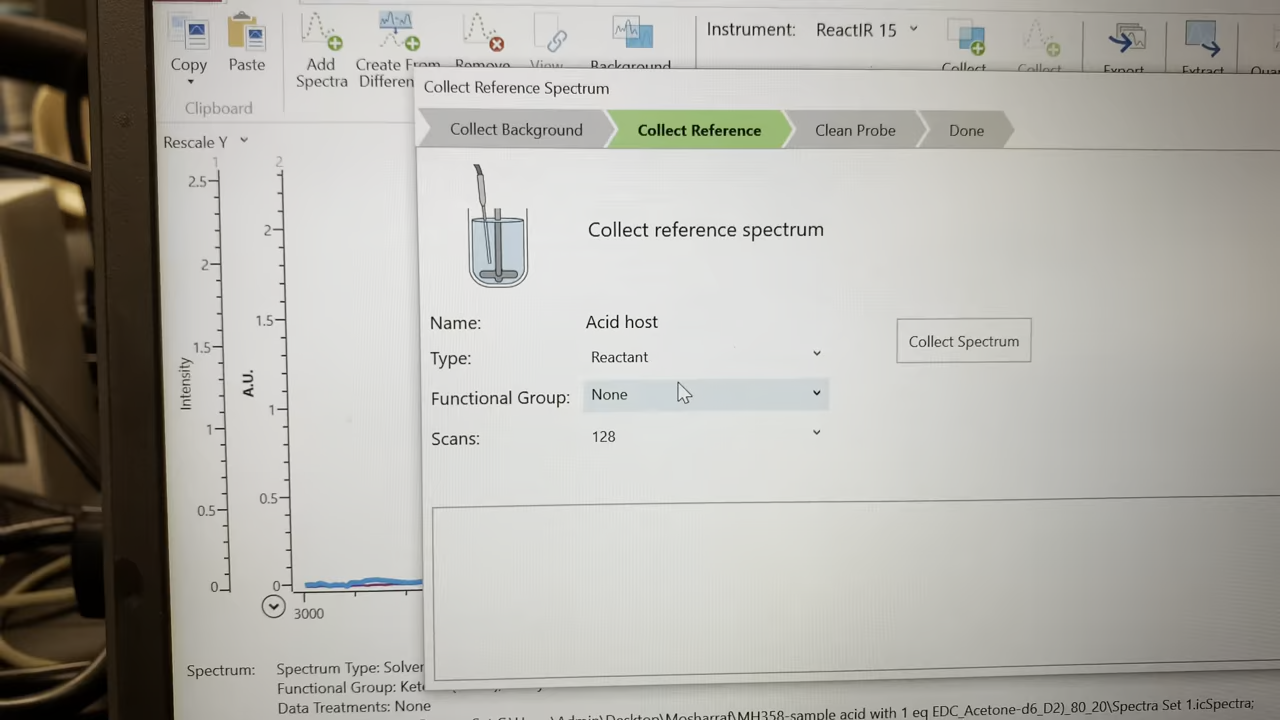 Instrument: ReactIR 15
Copy Paste Add Spectra Create From Remove View Background Collect Collect Export Extract
Clipboard
Collect Reference Spectrum
Rescale Y
Collect Background Collect Reference Clean Probe Done
1 2
2.5
2
2
1.5
1.5
1
1
0.5
0.5
0
0
Intensity
A.U.
3000
Collect reference spectrum
Name: Acid host
Type: Reactant
Collect Spectrum
Functional Group: None
Scans: 128
Spectrum: Spectrum Type: Solver
Functional Group: Ket
Data Treatments: None
\Admin\Desktop\Mosharraf\MH358-sample acid with 1 eq EDC_Acetone-d6_D2)_80_20\Spectra Set 1.icSpectra;